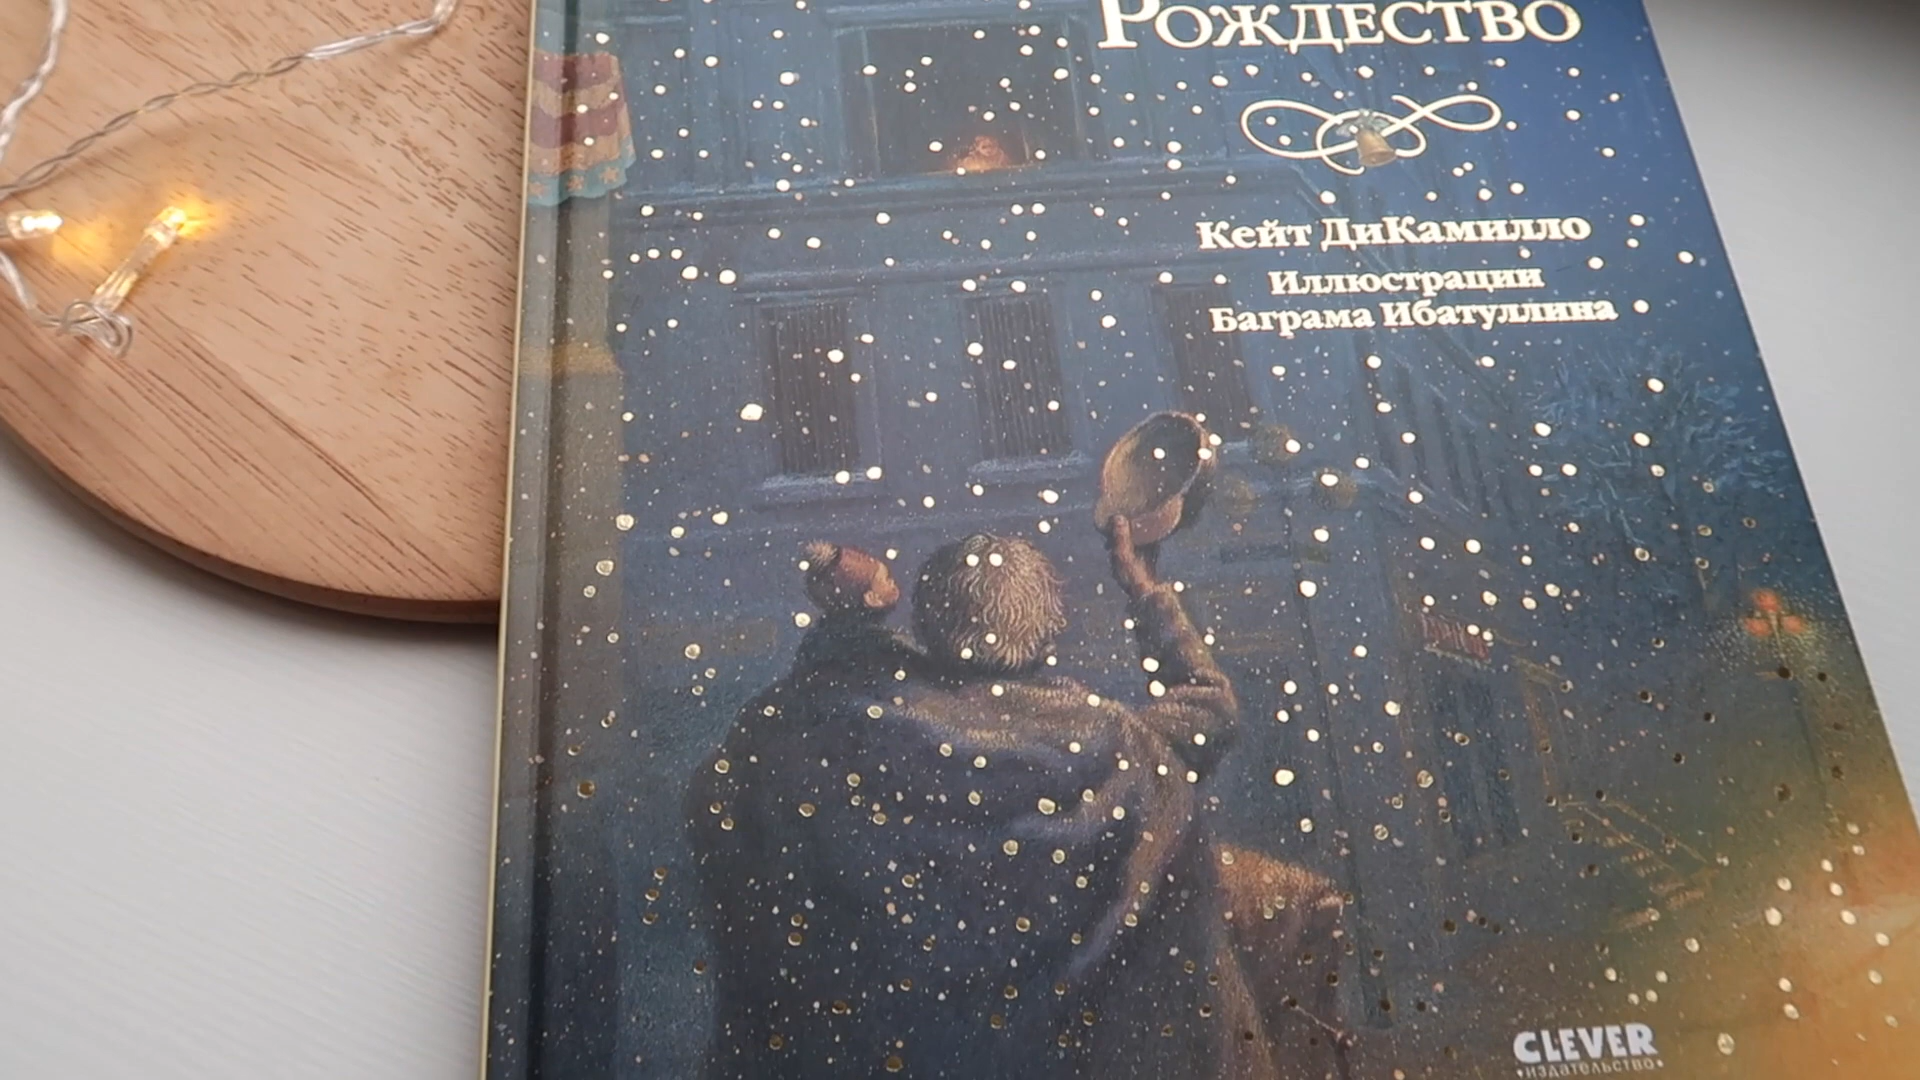 Рождество
Кейт ДиКамилло
Иллюстрации
Баграма Ибатуллина
CLEVER
•ИЗДАТЕЛЬСТВО•